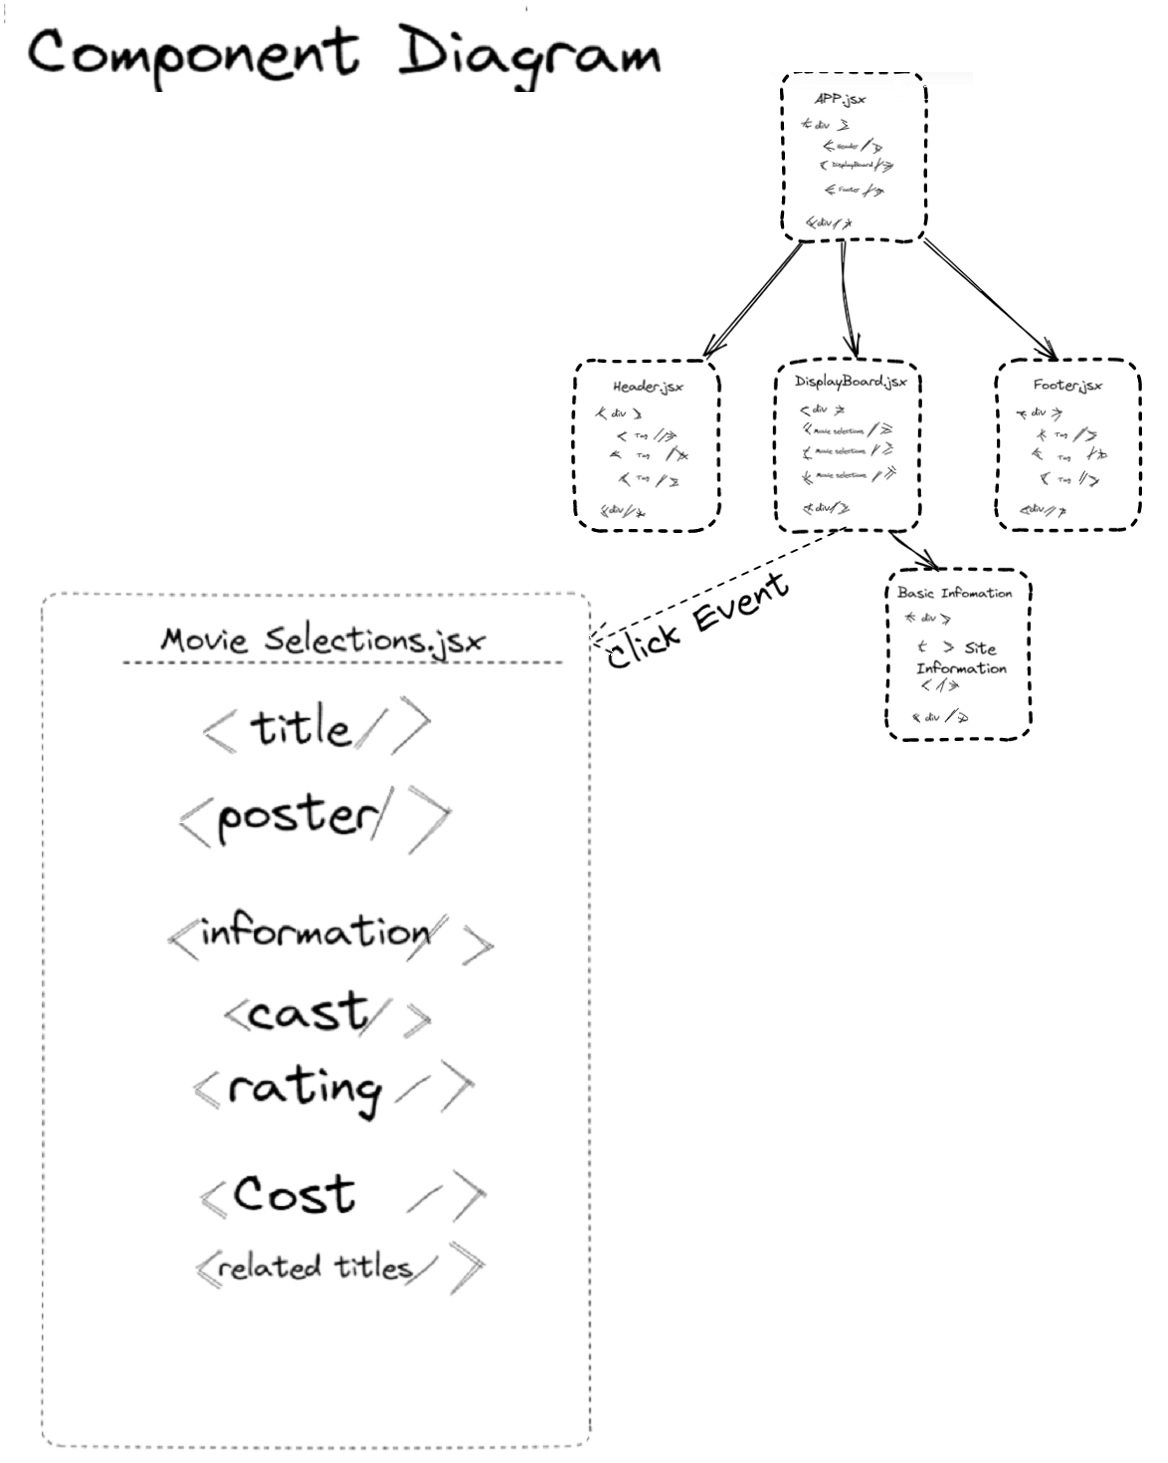 Component Diagram
APP.jsx
< div >
< Header />
< DisplayBoard />
< Footer />
< div / >
Header.jsx
< div >
< Tag />
< Tag />
< Tag />
< div / >
DisplayBoard.jsx
< div >
< Movie selections />
< Movie selections />
< Movie selections />
< div / >
Footer.jsx
< div >
< Tag />
< Tag />
< Tag />
< div / >
Click Event
Basic Infomation
< div >
< > Site
Information
< / >
< div / >
Movie Selections.jsx
< title / >
< poster / >
< information / >
< cast / >
< rating / >
< Cost / >
< related titles / >